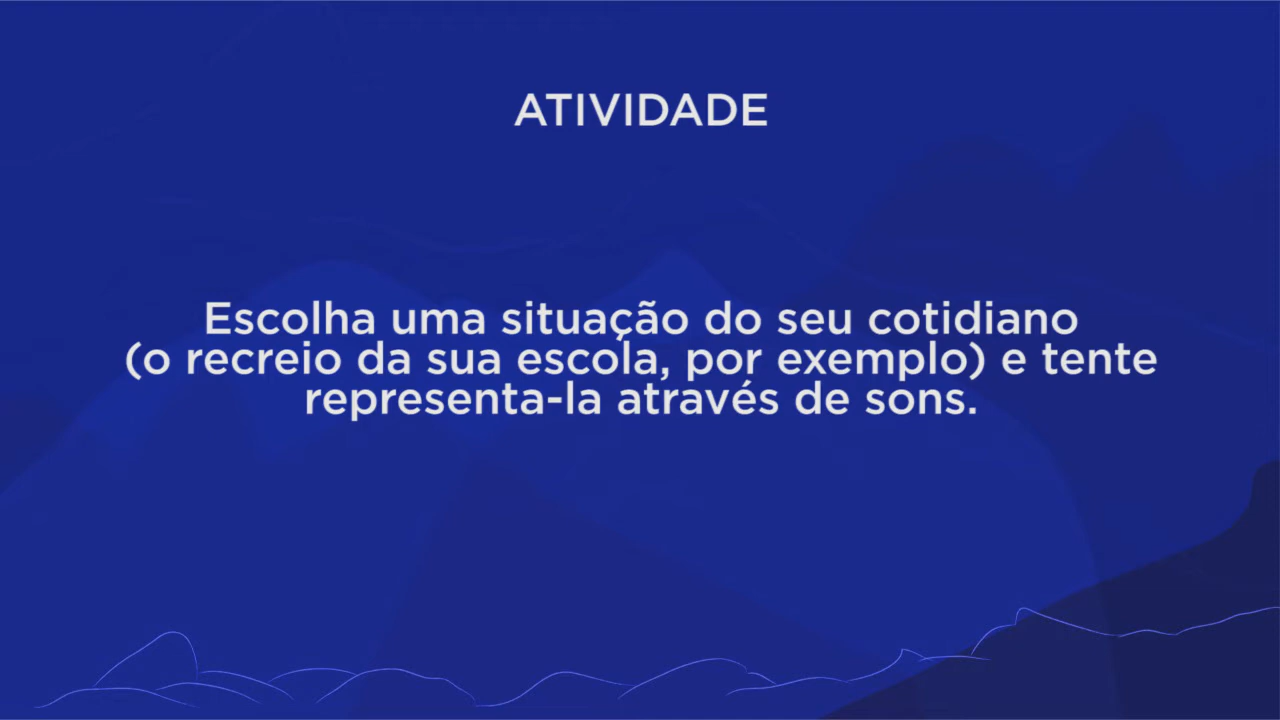 ATIVIDADE
Escolha uma situação do seu cotidiano
(o recreio da sua escola, por exemplo) e tente
representa-la através de sons.